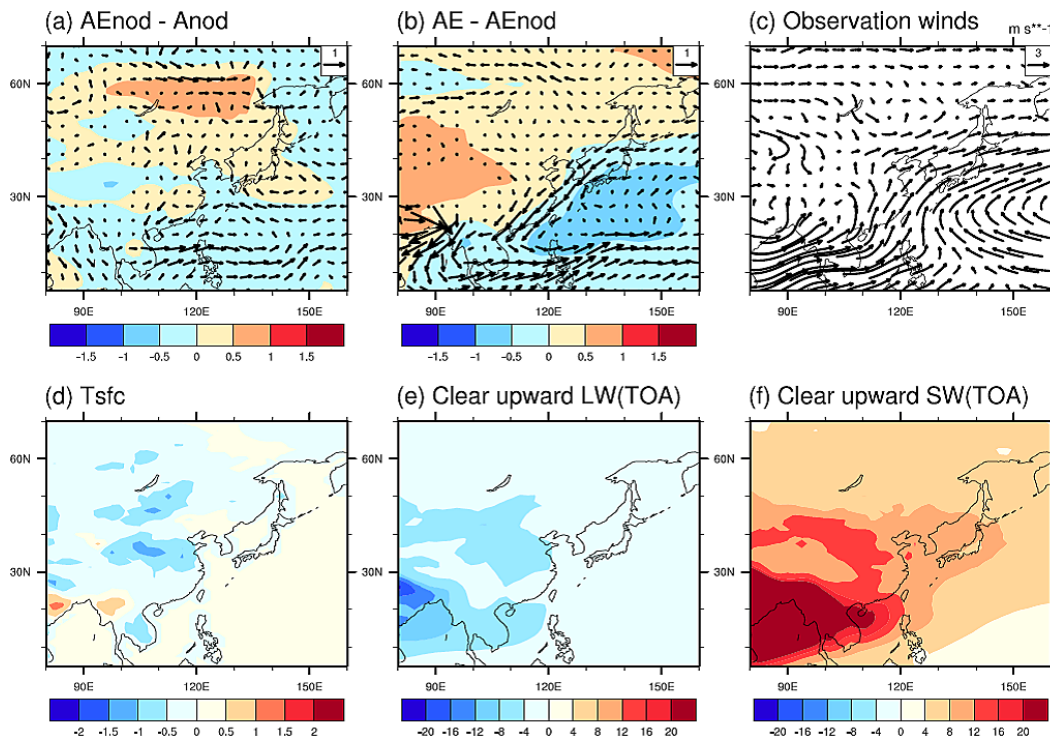 (a) AEnod - Anod
(b) AE - AEnod
(c) Observation winds
m s**-1
1
1
3
60N
60N
60N
30N
30N
30N
90E 120E 150E
90E 120E 150E
90E 120E 150E
-1.5 -1 -0.5 0 0.5 1 1.5
-1.5 -1 -0.5 0 0.5 1 1.5
(d) Tsfc
(e) Clear upward LW(TOA)
(f) Clear upward SW(TOA)
60N
60N
60N
30N
30N
30N
90E 120E 150E
90E 120E 150E
90E 120E 150E
-2 -1.5 -1 -0.5 0 0.5 1 1.5 2
-20 -16 -12 -8 -4 0 4 8 12 16 20
-20 -16 -12 -8 -4 0 4 8 12 16 20